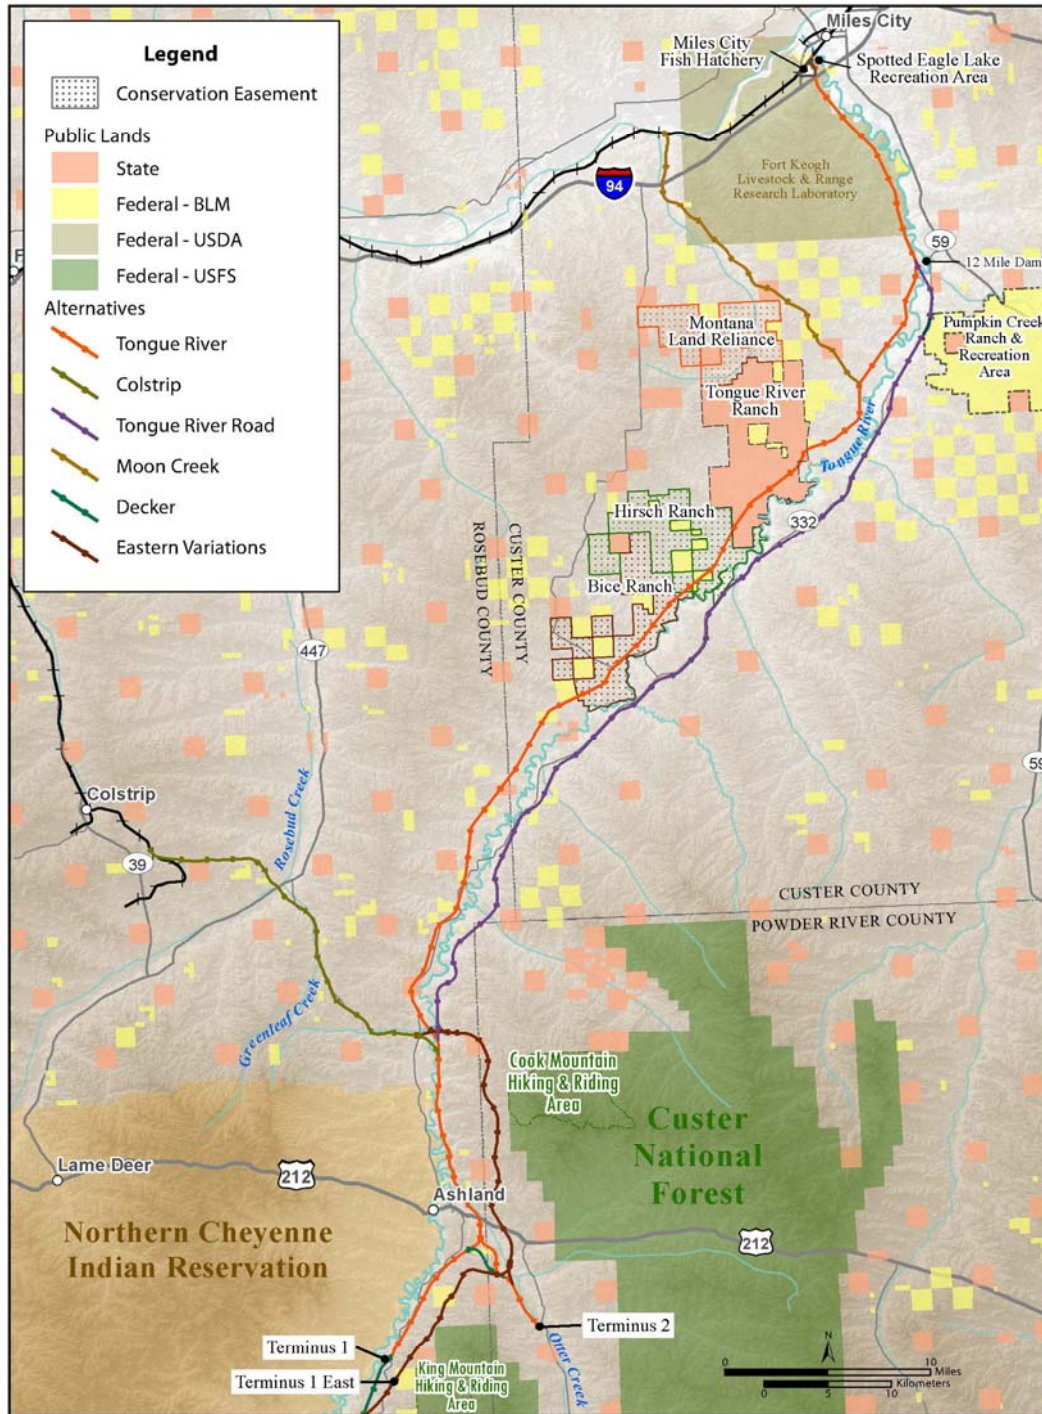 Legend
Conservation Easement
Public Lands
State
Federal - BLM
Federal - USDA
Federal - USFS
Alternatives
Tongue River
Colstrip
Tongue River Road
Moon Creek
Decker
Eastern Variations
Miles City
Miles City
Fish Hatchery
Spotted Eagle Lake
Recreation Area
94
Fort Keogh
Livestock & Range
Research Laboratory
59
12 Mile Dam
F
Montana
Land Reliance
Pumpkin Creek
Ranch &
Recreation
Area
Tongue River
Ranch
Tongue River
Hirsch Ranch
332
Bice Ranch
CUSTER COUNTY
ROSEBUD COUNTY
447
59
Colstrip
Rosebud Creek
39
CUSTER COUNTY
POWDER RIVER COUNTY
Greenleaf Creek
Cook Mountain
Hiking & Riding
Area
Custer
National
Forest
Lame Deer
212
Ashland
Northern Cheyenne
Indian Reservation
212
Terminus 1
Terminus 2
Otter Creek
Terminus 1 East
King Mountain
Hiking & Riding
Area
N
0 10
Miles
Kilometers
0 5 10